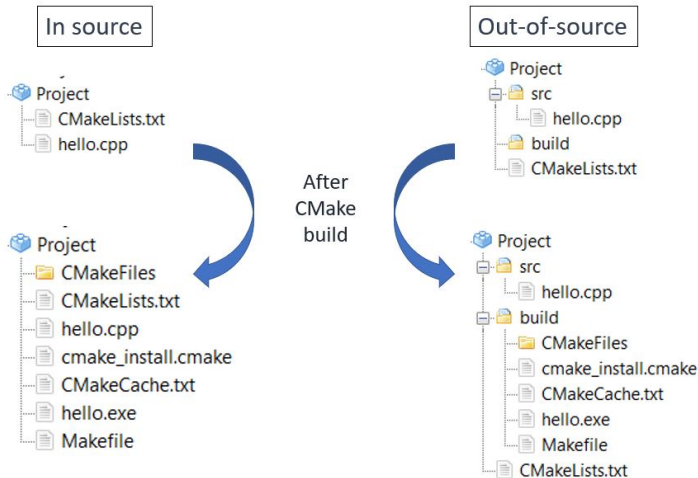 In source
Project
CMakeLists.txt
hello.cpp
Project
CMakeFiles
CMakeLists.txt
hello.cpp
cmake_install.cmake
CMakeCache.txt
hello.exe
Makefile
After
CMake
build
Out-of-source
Project
src
hello.cpp
build
CMakeLists.txt
Project
src
hello.cpp
build
CMakeFiles
cmake_install.cmake
CMakeCache.txt
hello.exe
Makefile
CMakeLists.txt